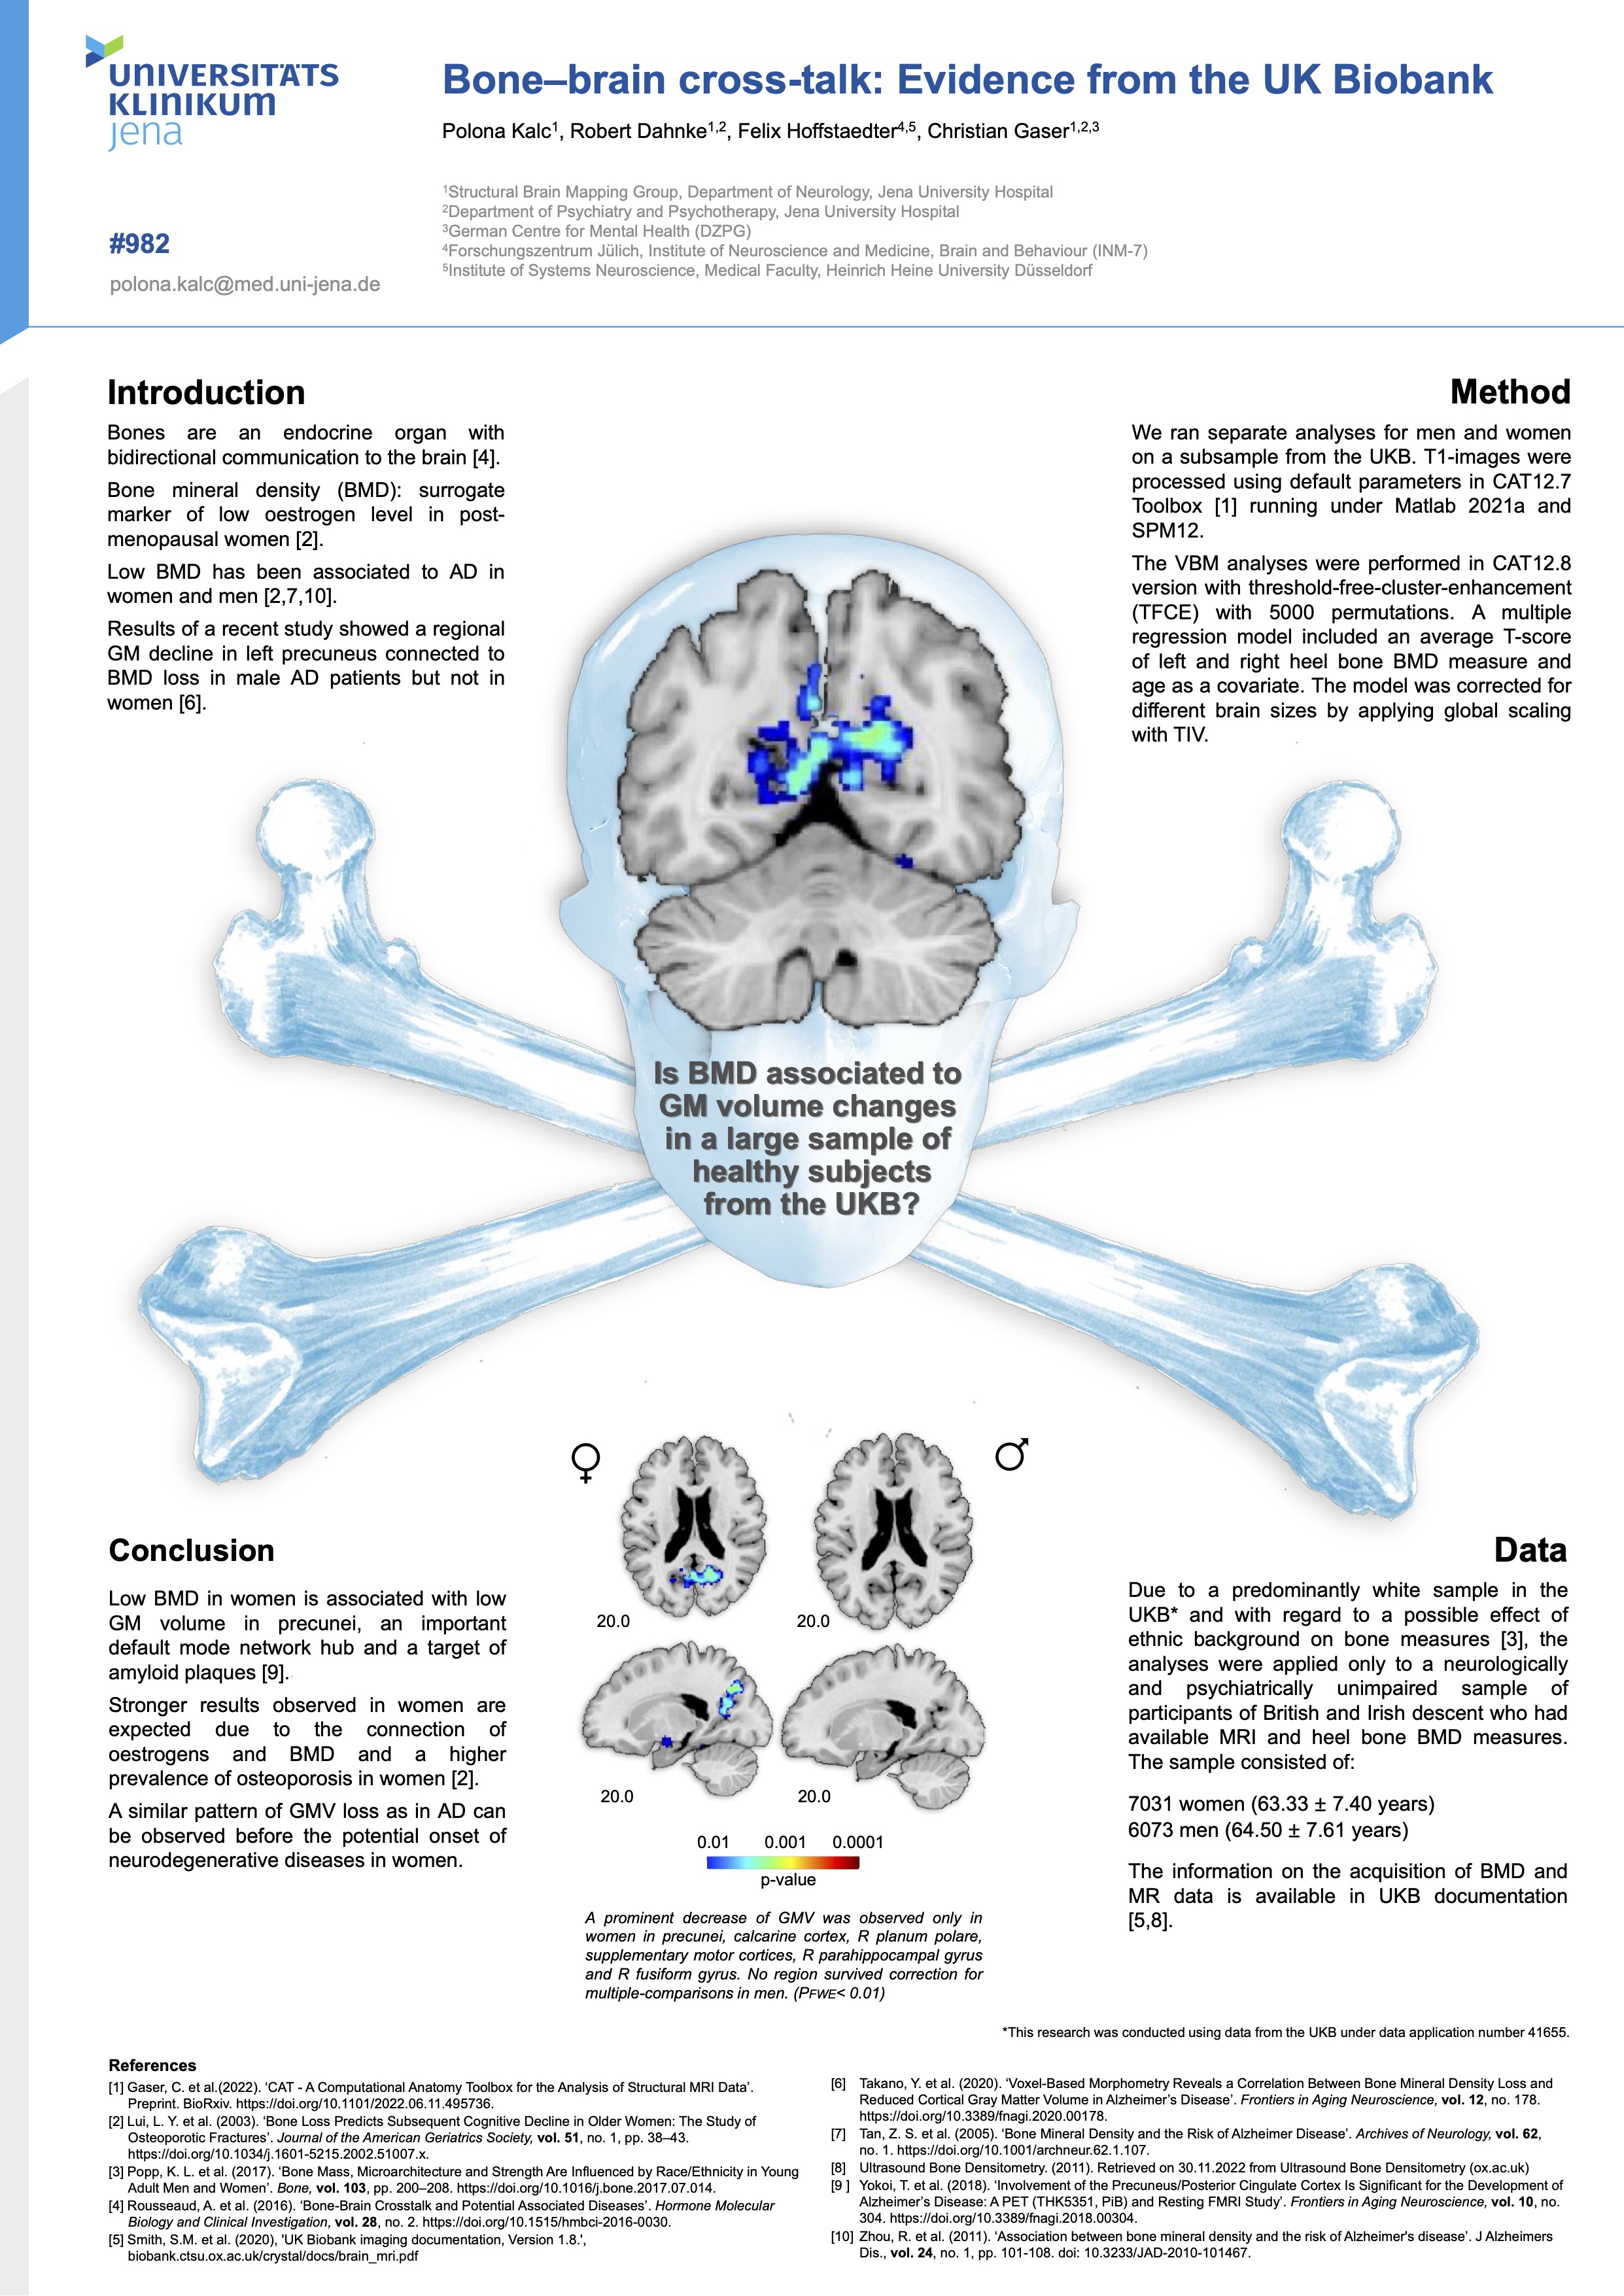 UNIVERSITÄTS
KLINIKUM
jena
Bone–brain cross-talk: Evidence from the UK Biobank
Polona Kalc¹, Robert Dahnke¹,², Felix Hoffstaedter⁴,⁵, Christian Gaser¹,²,³
¹Structural Brain Mapping Group, Department of Neurology, Jena University Hospital
²Department of Psychiatry and Psychotherapy, Jena University Hospital
³German Centre for Mental Health (DZPG)
⁴Forschungszentrum Jülich, Institute of Neuroscience and Medicine, Brain and Behaviour (INM-7)
⁵Institute of Systems Neuroscience, Medical Faculty, Heinrich Heine University Düsseldorf
#982
polona.kalc@med.uni-jena.de
Introduction
Bones are an endocrine organ with
bidirectional communication to the brain [4].
Bone mineral density (BMD): surrogate
marker of low oestrogen level in post-
menopausal women [2].
Low BMD has been associated to AD in
women and men [2,7,10].
Results of a recent study showed a regional
GM decline in left precuneus connected to
BMD loss in male AD patients but not in
women [6].
Method
We ran separate analyses for men and women
on a subsample from the UKB. T1-images were
processed using default parameters in CAT12.7
Toolbox [1] running under Matlab 2021a and
SPM12.
The VBM analyses were performed in CAT12.8
version with threshold-free-cluster-enhancement
(TFCE) with 5000 permutations. A multiple
regression model included an average T-score
of left and right heel bone BMD measure and
age as a covariate. The model was corrected for
different brain sizes by applying global scaling
with TIV.
Is BMD associated to
GM volume changes
in a large sample of
healthy subjects
from the UKB?
♀
♂
20.0
20.0
20.0
20.0
0.01 0.001 0.0001
p-value
A prominent decrease of GMV was observed only in
women in precunei, calcarine cortex, R planum polare,
supplementary motor cortices, R parahippocampal gyrus
and R fusiform gyrus. No region survived correction for
multiple-comparisons in men. (PFWE< 0.01)
Conclusion
Low BMD in women is associated with low
GM volume in precunei, an important
default mode network hub and a target of
amyloid plaques [9].
Stronger results observed in women are
expected due to the connection of
oestrogens and BMD and a higher
prevalence of osteoporosis in women [2].
A similar pattern of GMV loss as in AD can
be observed before the potential onset of
neurodegenerative diseases in women.
Data
Due to a predominantly white sample in the
UKB* and with regard to a possible effect of
ethnic background on bone measures [3], the
analyses were applied only to a neurologically
and psychiatrically unimpaired sample of
participants of British and Irish descent who had
available MRI and heel bone BMD measures.
The sample consisted of:
7031 women (63.33 ± 7.40 years)
6073 men (64.50 ± 7.61 years)
The information on the acquisition of BMD and
MR data is available in UKB documentation
[5,8].
*This research was conducted using data from the UKB under data application number 41655.
References
[1] Gaser, C. et al.(2022). ‘CAT - A Computational Anatomy Toolbox for the Analysis of Structural MRI Data’.
Preprint. BioRxiv. https://doi.org/10.1101/2022.06.11.495736.
[2] Lui, L. Y. et al. (2003). ‘Bone Loss Predicts Subsequent Cognitive Decline in Older Women: The Study of
Osteoporotic Fractures’. Journal of the American Geriatrics Society, vol. 51, no. 1, pp. 38–43.
https://doi.org/10.1034/j.1601-5215.2002.51007.x.
[3] Popp, K. L. et al. (2017). ‘Bone Mass, Microarchitecture and Strength Are Influenced by Race/Ethnicity in Young
Adult Men and Women’. Bone, vol. 103, pp. 200–208. https://doi.org/10.1016/j.bone.2017.07.014.
[4] Rousseaud, A. et al. (2016). ‘Bone-Brain Crosstalk and Potential Associated Diseases’. Hormone Molecular
Biology and Clinical Investigation, vol. 28, no. 2. https://doi.org/10.1515/hmbci-2016-0030.
[5] Smith, S.M. et al. (2020), 'UK Biobank imaging documentation, Version 1.8.',
biobank.ctsu.ox.ac.uk/crystal/docs/brain_mri.pdf
[6] Takano, Y. et al. (2020). ‘Voxel-Based Morphometry Reveals a Correlation Between Bone Mineral Density Loss and
Reduced Cortical Gray Matter Volume in Alzheimer’s Disease’. Frontiers in Aging Neuroscience, vol. 12, no. 178.
https://doi.org/10.3389/fnagi.2020.00178.
[7] Tan, Z. S. et al. (2005). ‘Bone Mineral Density and the Risk of Alzheimer Disease’. Archives of Neurology, vol. 62,
no. 1. https://doi.org/10.1001/archneur.62.1.107.
[8] Ultrasound Bone Densitometry. (2011). Retrieved on 30.11.2022 from Ultrasound Bone Densitometry (ox.ac.uk)
[9 ] Yokoi, T. et al. (2018). ‘Involvement of the Precuneus/Posterior Cingulate Cortex Is Significant for the Development of
Alzheimer’s Disease: A PET (THK5351, PiB) and Resting FMRI Study’. Frontiers in Aging Neuroscience, vol. 10, no.
304. https://doi.org/10.3389/fnagi.2018.00304.
[10] Zhou, R. et al. (2011). ‘Association between bone mineral density and the risk of Alzheimer's disease’. J Alzheimers
Dis., vol. 24, no. 1, pp. 101-108. doi: 10.3233/JAD-2010-101467.